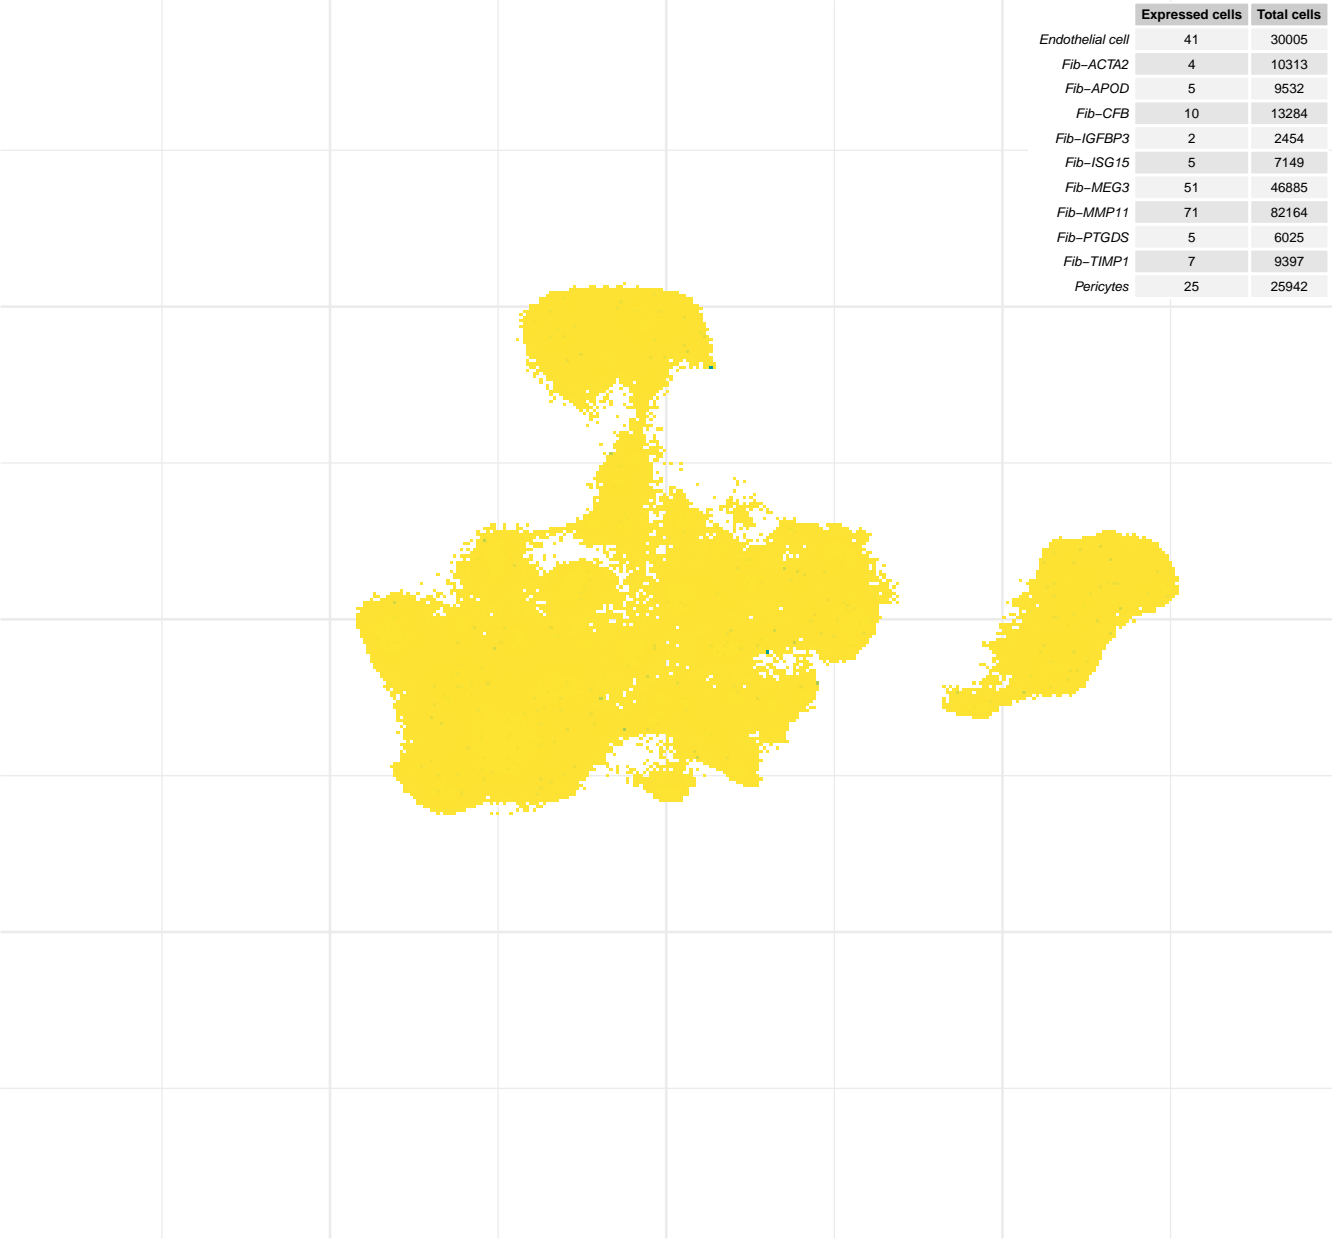 Expressed cells Total cells
Endothelial cell 41 30005
Fib−ACTA2 4 10313
Fib−APOD 5 9532
Fib−CFB 10 13284
Fib−IGFBP3 2 2454
Fib−ISG15 5 7149
Fib−MEG3 51 46885
Fib−MMP11 71 82164
Fib−PTGDS 5 6025
Fib−TIMP1 7 9397
Pericytes 25 25942